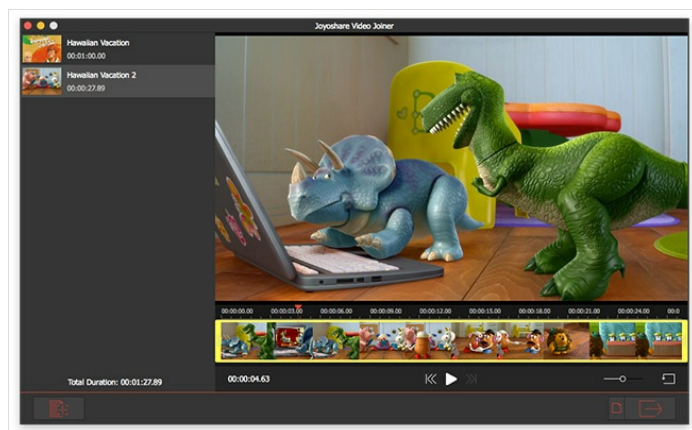 Joyoshare Video Joiner
Hawaiian Vacation
00:01:00.00
Hawaiian Vacation 2
00:00:27.89
00:00:00.00 00:00:03.00 00:00:06.00 00:00:09.00 00:00:12.00 00:00:15.00 00:00:18.00 00:00:21.00 00:00:24.00 00:0
Total Duration: 00:01:27.89
00:00:04.63